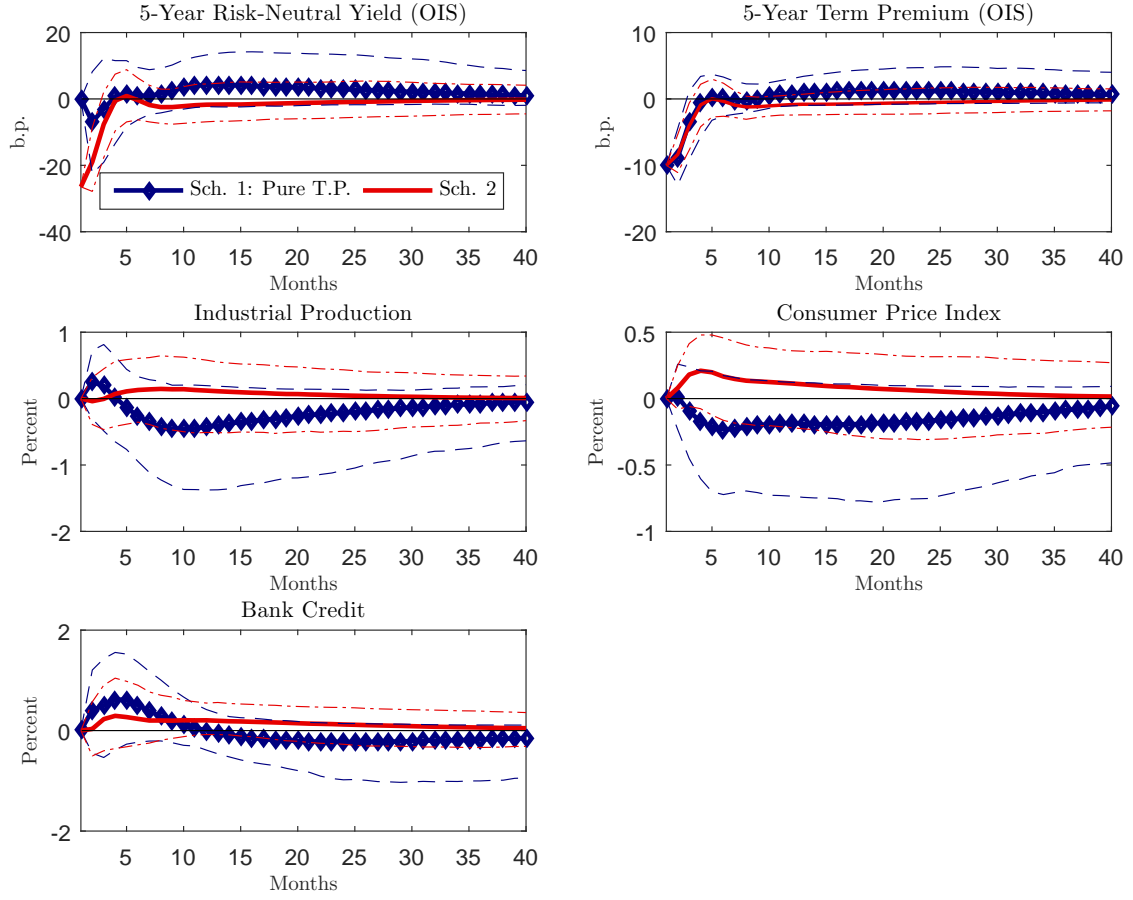 5-Year Risk-Neutral Yield (OIS)
20
0
-20
-40
b.p.
Sch. 1: Pure T.P.
Sch. 2
5 10 15 20 25 30 35 40
Months
5-Year Term Premium (OIS)
10
0
-10
-20
b.p.
5 10 15 20 25 30 35 40
Months
Industrial Production
1
0
-1
-2
Percent
5 10 15 20 25 30 35 40
Months
Consumer Price Index
0.5
0
-0.5
-1
Percent
5 10 15 20 25 30 35 40
Months
Bank Credit
2
0
-2
Percent
5 10 15 20 25 30 35 40
Months